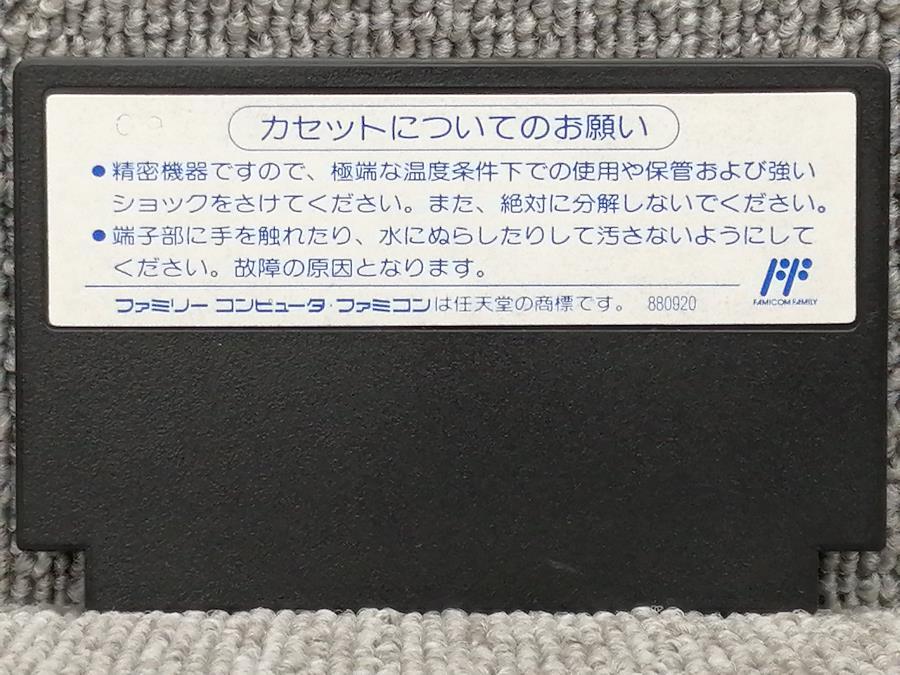 カセットについてのお願い
●精密機器ですので、極端な温度条件下での使用や保管および強い
ショックをさけてください。また、絶対に分解しないでください。
●端子部に手を触れたり、水にぬらしたりして汚さないようにして
ください。故障の原因となります。
FF
FAMICOM FAMILY
ファミリーコンピュータ・ファミコンは任天堂の商標です。 880920